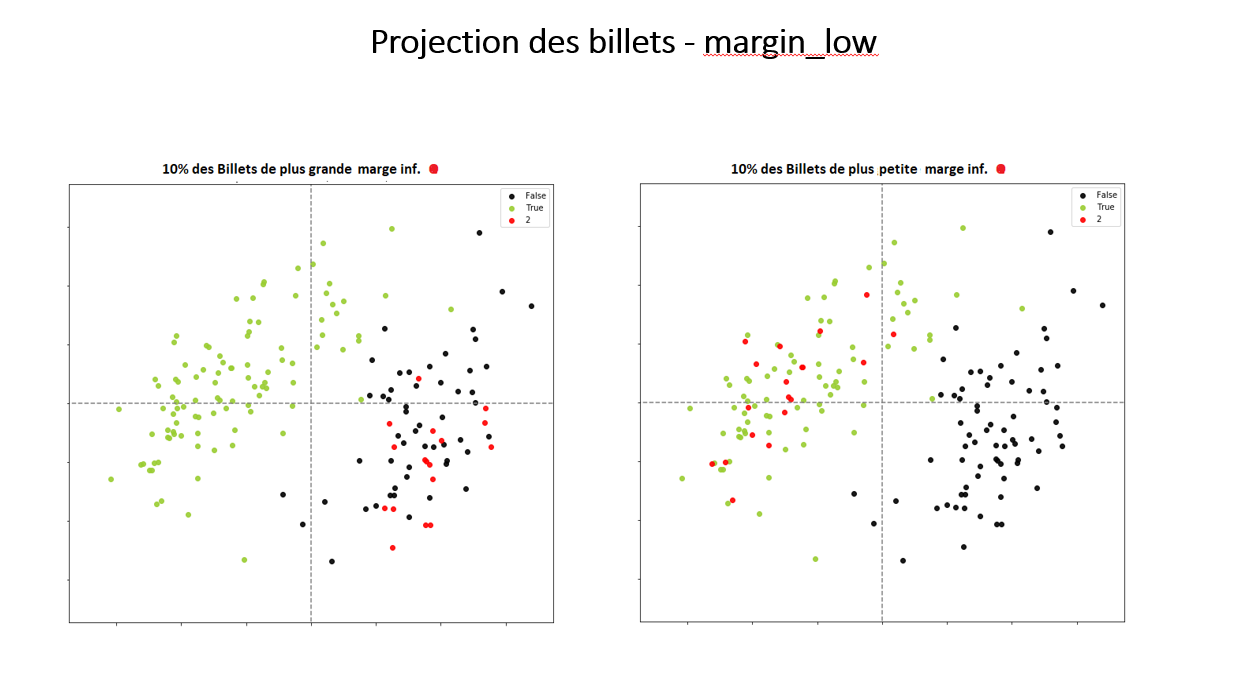 Projection des billets - margin_low
10% des Billets de plus grande marge inf.
False
True
2
10% des Billets de plus petite marge inf.
False
True
2